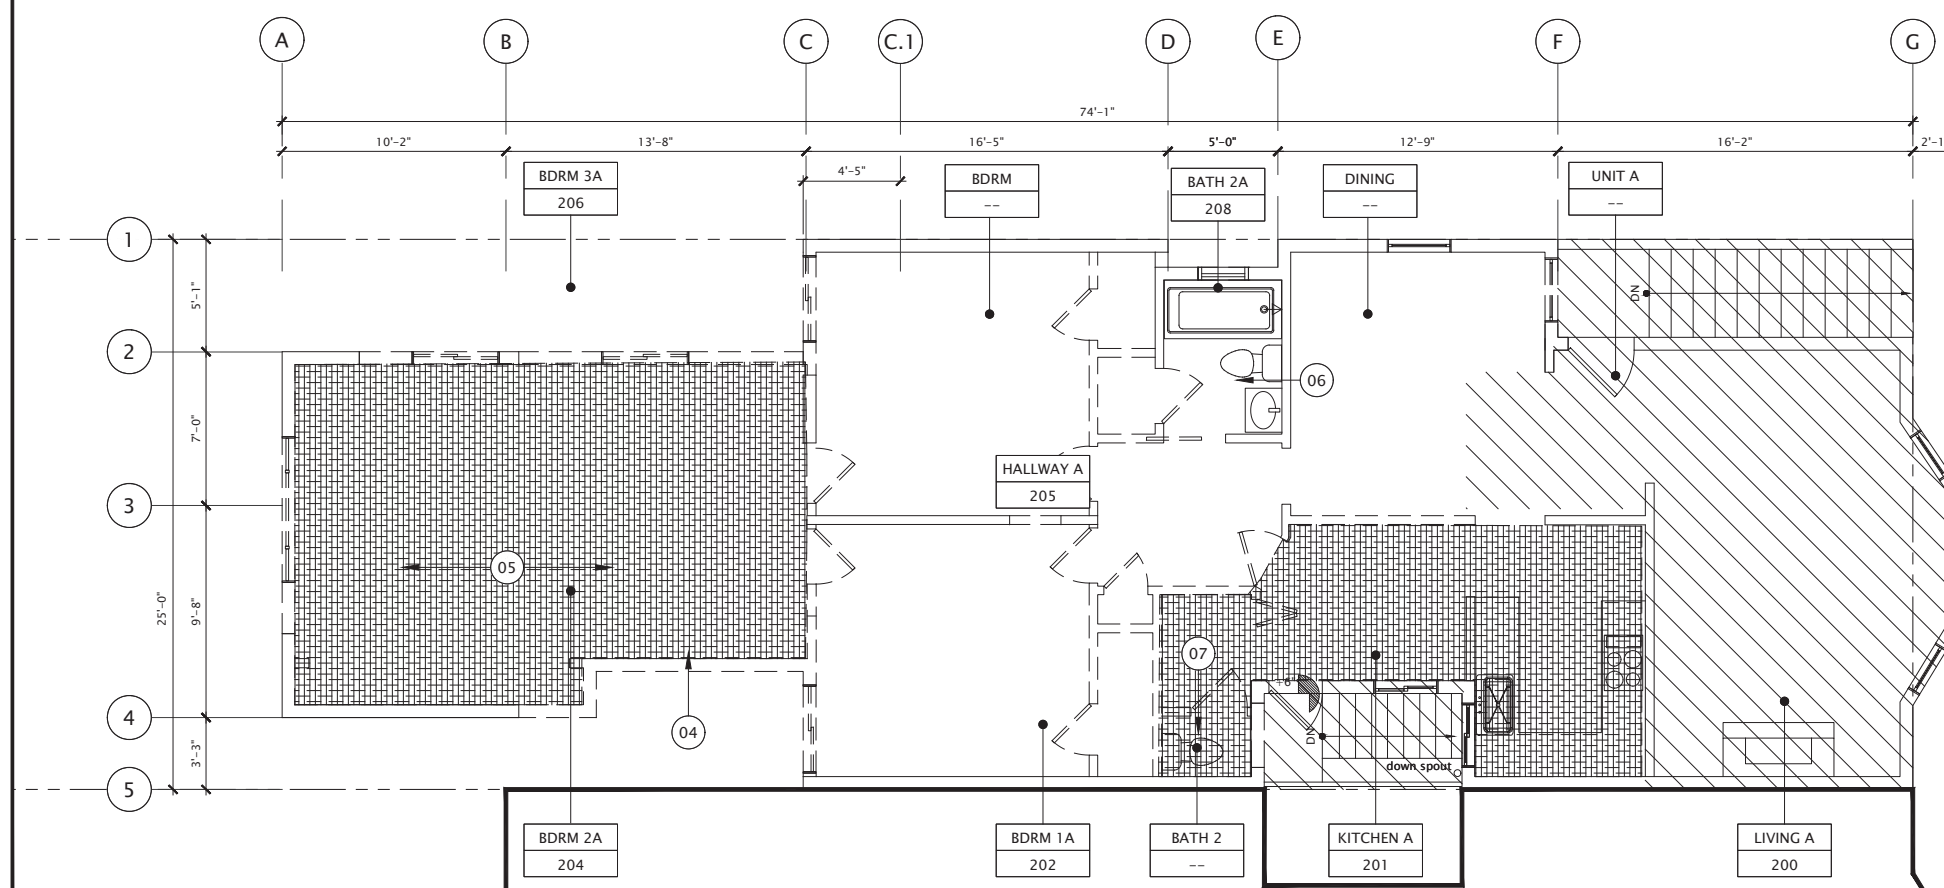 A B C C.1 D E F G
74'-1"
10'-2" 13'-8" 16'-5" 5'-0" 12'-9" 16'-2" 2'-1
4'-5"
BDRM 3A
206
BDRM
--
BATH 2A
208
DINING
--
UNIT A
--
1
5'-1"
DN
2
06
7'-0"
HALLWAY A
205
3
05
25'-0"
9'-8"
07
+6"
4
04
DN
3'-3"
down spout
5
BDRM 2A
204
BDRM 1A
202
BATH 2
--
KITCHEN A
201
LIVING A
200